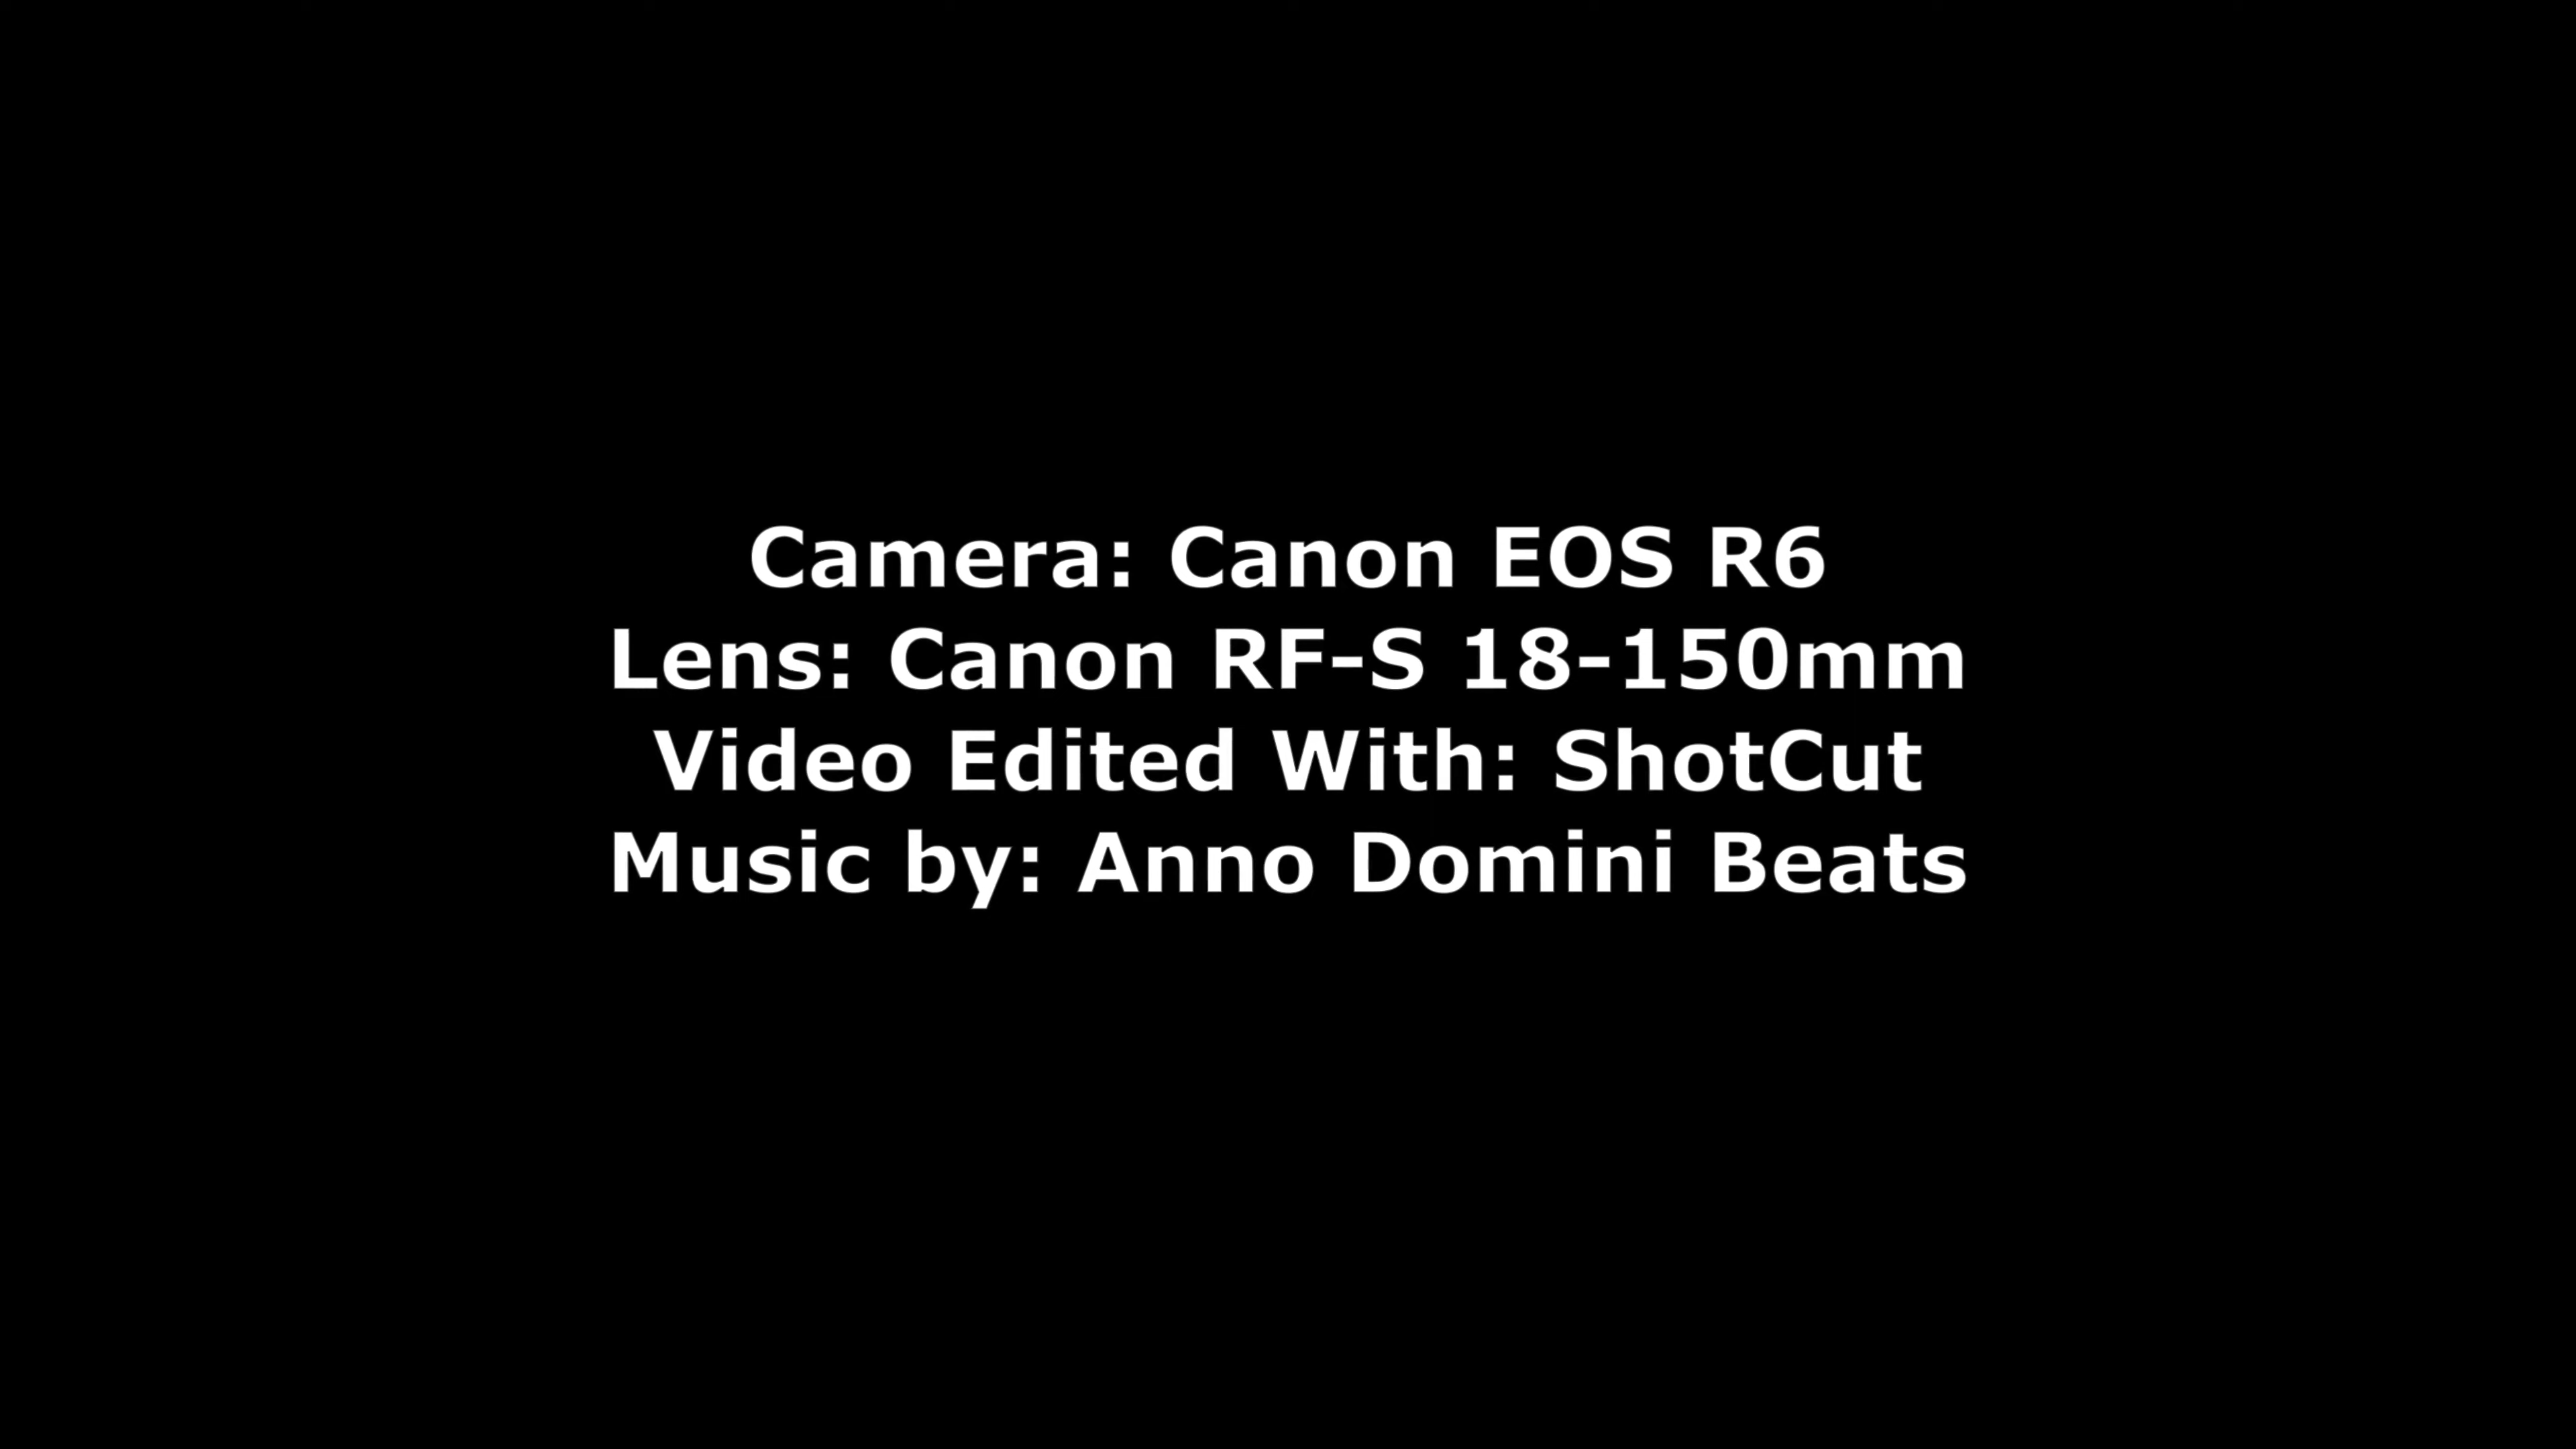 Camera: Canon EOS R6
Lens: Canon RF-S 18-150mm
Video Edited With: ShotCut
Music by: Anno Domini Beats